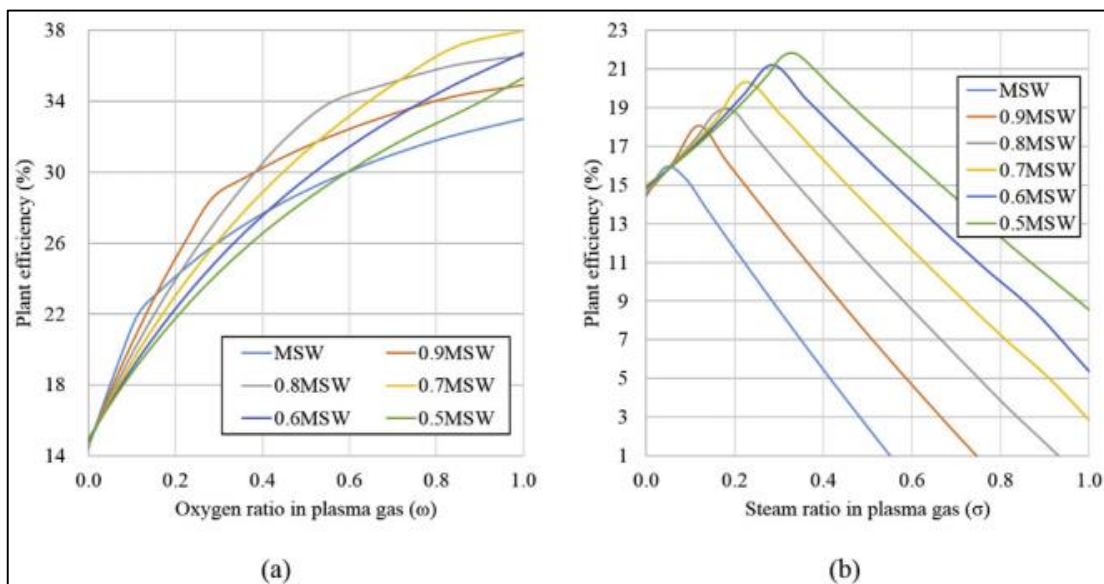 38
34
30
26
22
18
14
Plant efficiency (%)
MSW
0.9MSW
0.8MSW
0.7MSW
0.6MSW
0.5MSW
0.0 0.2 0.4 0.6 0.8 1.0
Oxygen ratio in plasma gas (ω)
(a)
23
21
19
17
15
13
11
9
7
5
3
1
Plant efficiency (%)
MSW
0.9MSW
0.8MSW
0.7MSW
0.6MSW
0.5MSW
0.0 0.2 0.4 0.6 0.8 1.0
Steam ratio in plasma gas (σ)
(b)